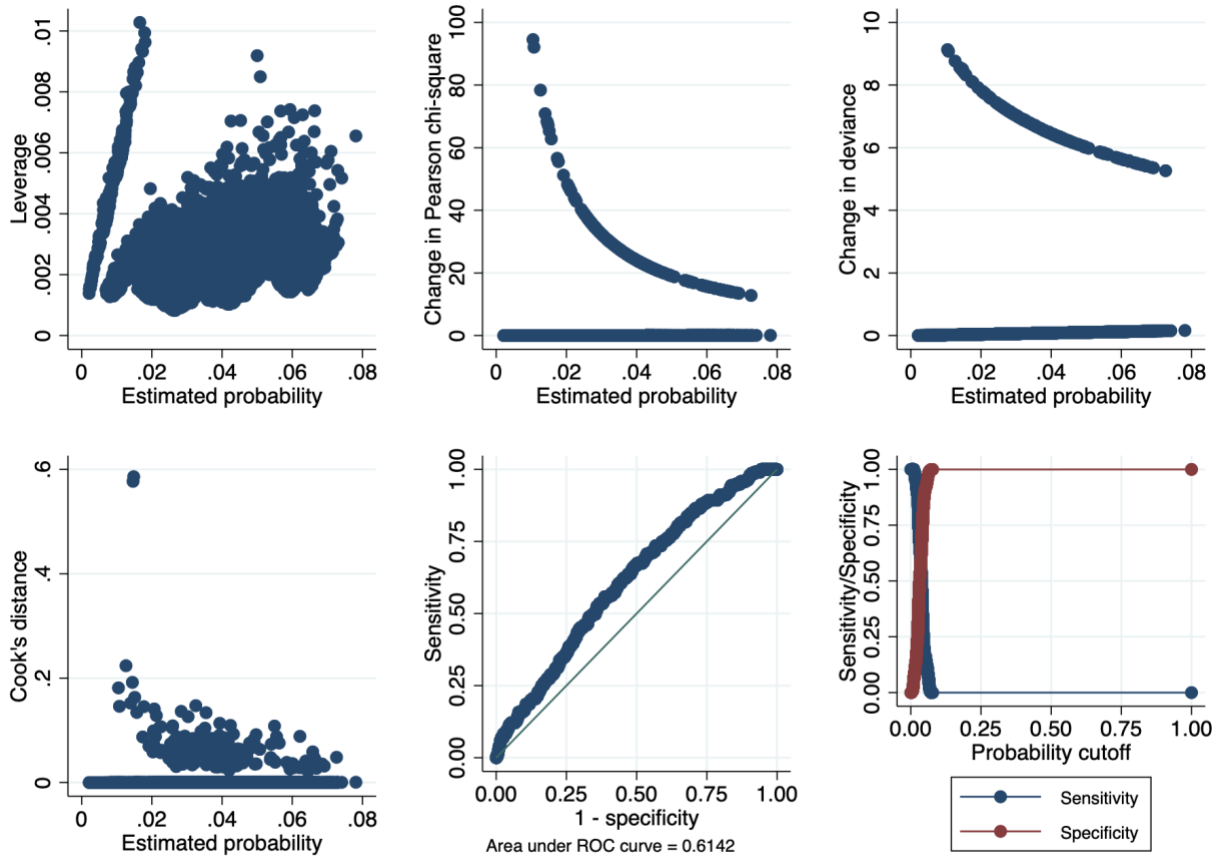 Leverage
.01
.008
.006
.004
.002
0
0 .02 .04 .06 .08
Estimated probability
Change in Pearson chi-square
100
80
60
40
20
0
0 .02 .04 .06 .08
Estimated probability
Change in deviance
10
8
6
4
2
0
0 .02 .04 .06 .08
Estimated probability
Cook's distance
.6
.4
.2
0
0 .02 .04 .06 .08
Estimated probability
Sensitivity
1.00
0.75
0.50
0.25
0.00
0.00 0.25 0.50 0.75 1.00
1 - specificity
Area under ROC curve = 0.6142
Sensitivity/Specificity
1.00
0.75
0.50
0.25
0.00
0.00 0.25 0.50 0.75 1.00
Probability cutoff
Sensitivity
Specificity